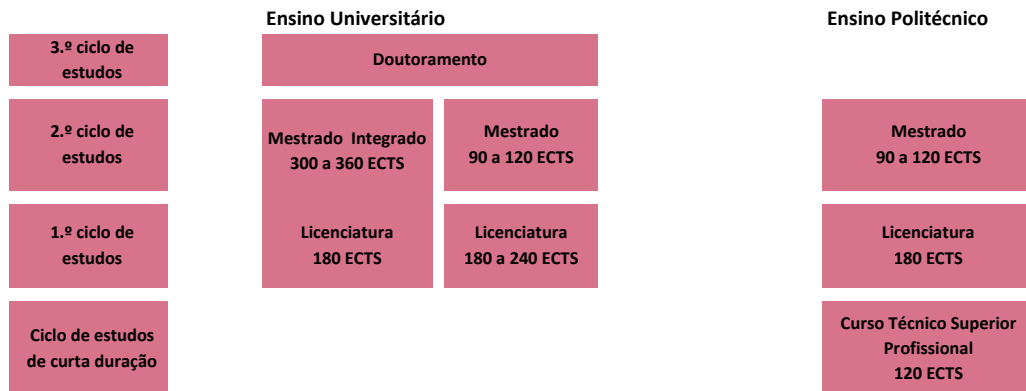 Ensino Universitário
Ensino Politécnico
3.º ciclo de
estudos
Doutoramento
2.º ciclo de
estudos
Mestrado Integrado
300 a 360 ECTS
Mestrado
90 a 120 ECTS
Mestrado
90 a 120 ECTS
1.º ciclo de
estudos
Licenciatura
180 ECTS
Licenciatura
180 a 240 ECTS
Licenciatura
180 ECTS
Ciclo de estudos
de curta duração
Curso Técnico Superior
Profissional
120 ECTS